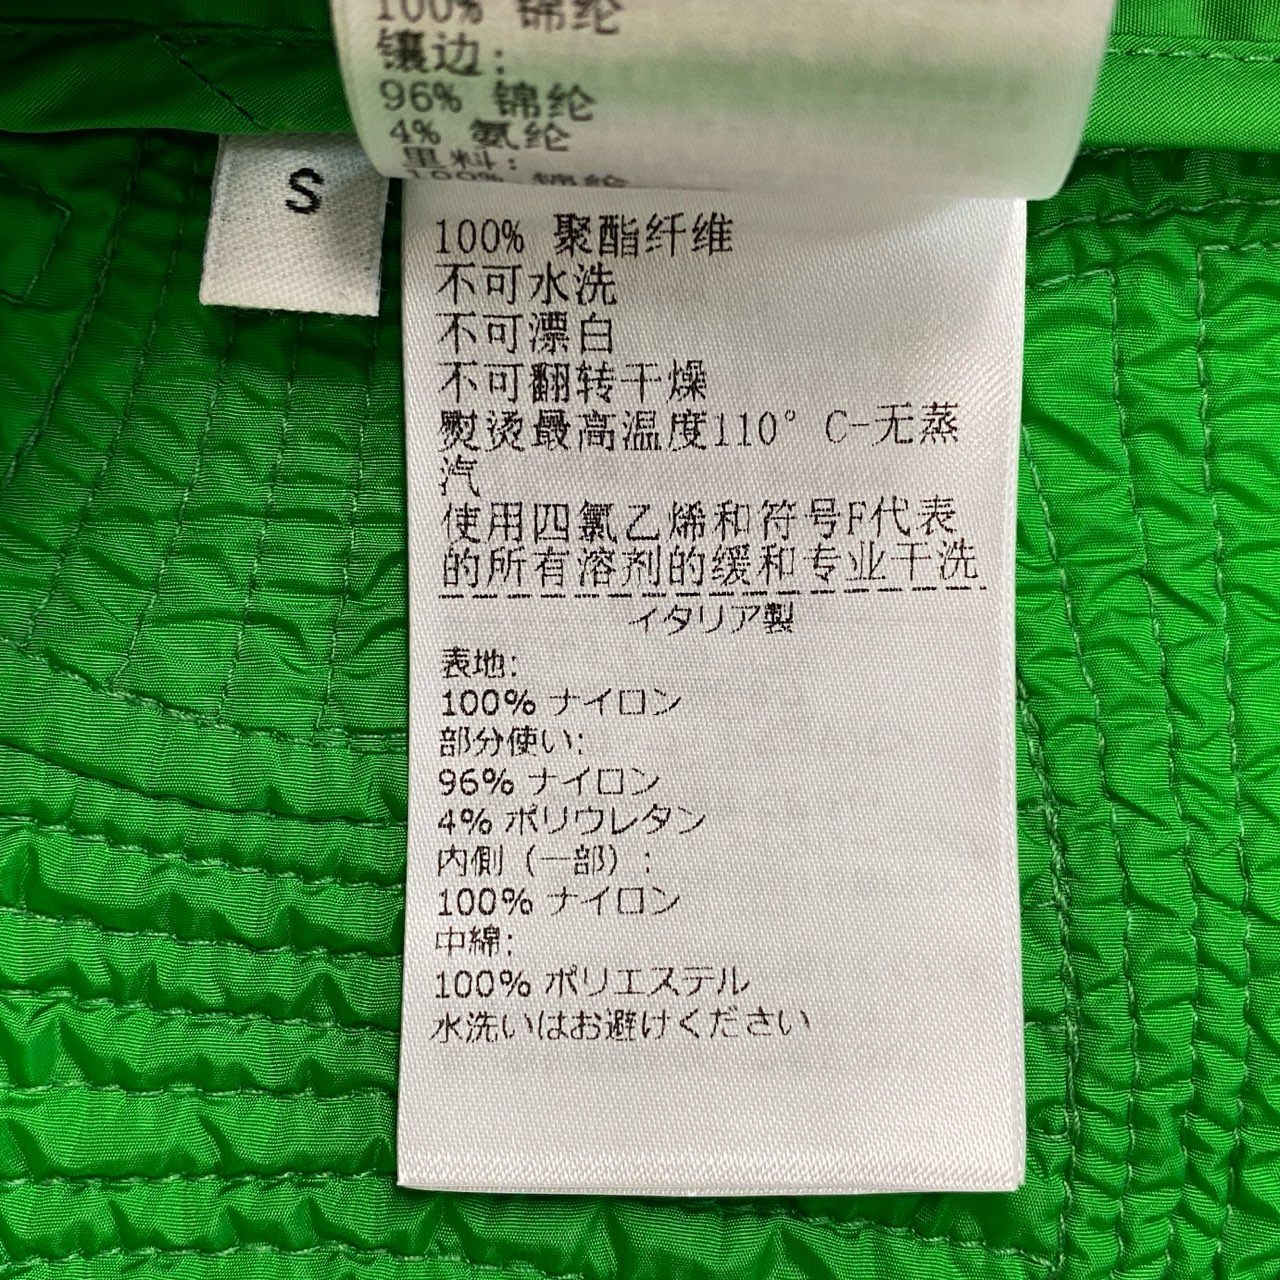 100% 锦纶
镶边:
96% 锦纶
4% 氨纶
里料:
100% 锦纶
S
100% 聚酯纤维
不可水洗
不可漂白
不可翻转干燥
熨烫最高温度110° C-无蒸
汽
使用四氯乙烯和符号F代表
的所有溶剂的缓和专业干洗
イタリア製
表地:
100% ナイロン
部分使い:
96% ナイロン
4% ポリウレタン
内側 (一部) :
100% ナイロン
中綿:
100% ポリエステル
水洗いはお避けください